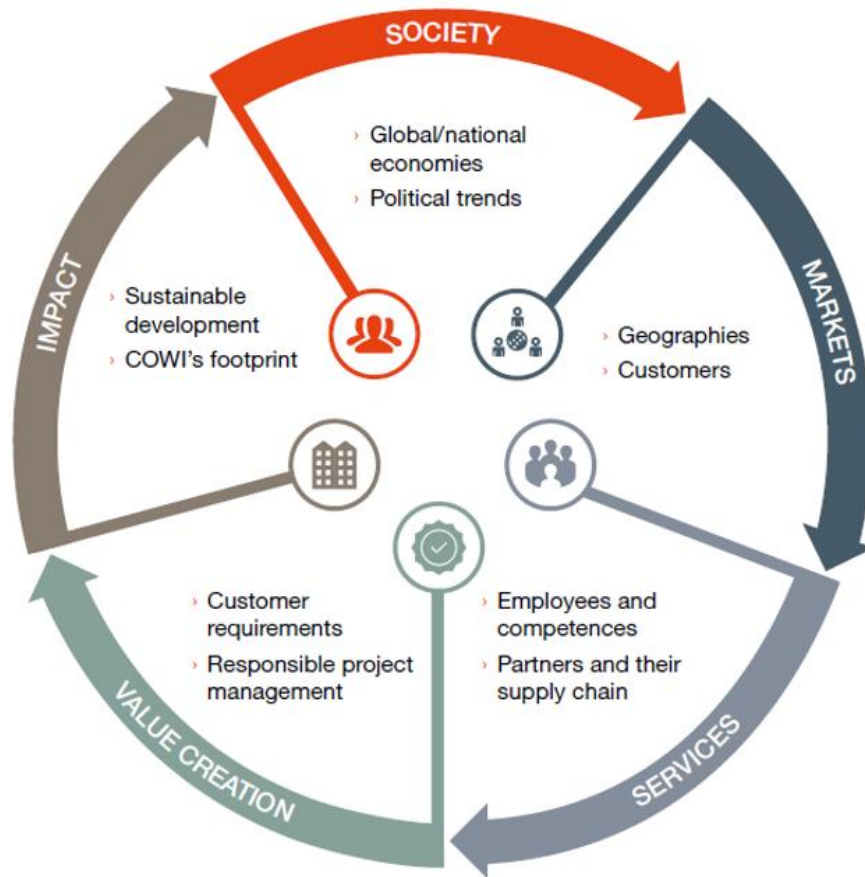 SOCIETY
› Global/national
economies
› Political trends
MARKETS
› Geographies
› Customers
SERVICES
› Employees and
competences
› Partners and their
supply chain
VALUE CREATION
› Customer
requirements
› Responsible project
management
IMPACT
› Sustainable
development
› COWI's footprint